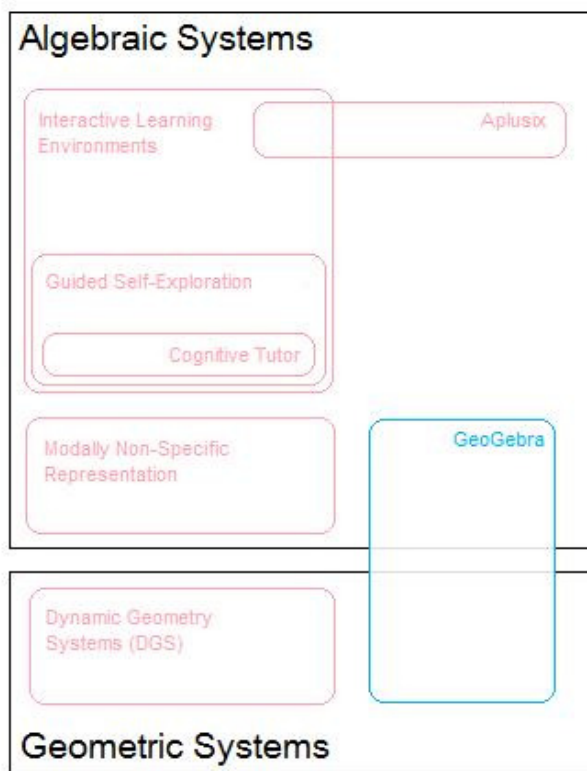 Algebraic Systems
Interactive Learning
Environments
Aplusix
Guided Self-Exploration
Cognitive Tutor
Modally Non-Specific
Representation
GeoGebra
Dynamic Geometry
Systems (DGS)
Geometric Systems